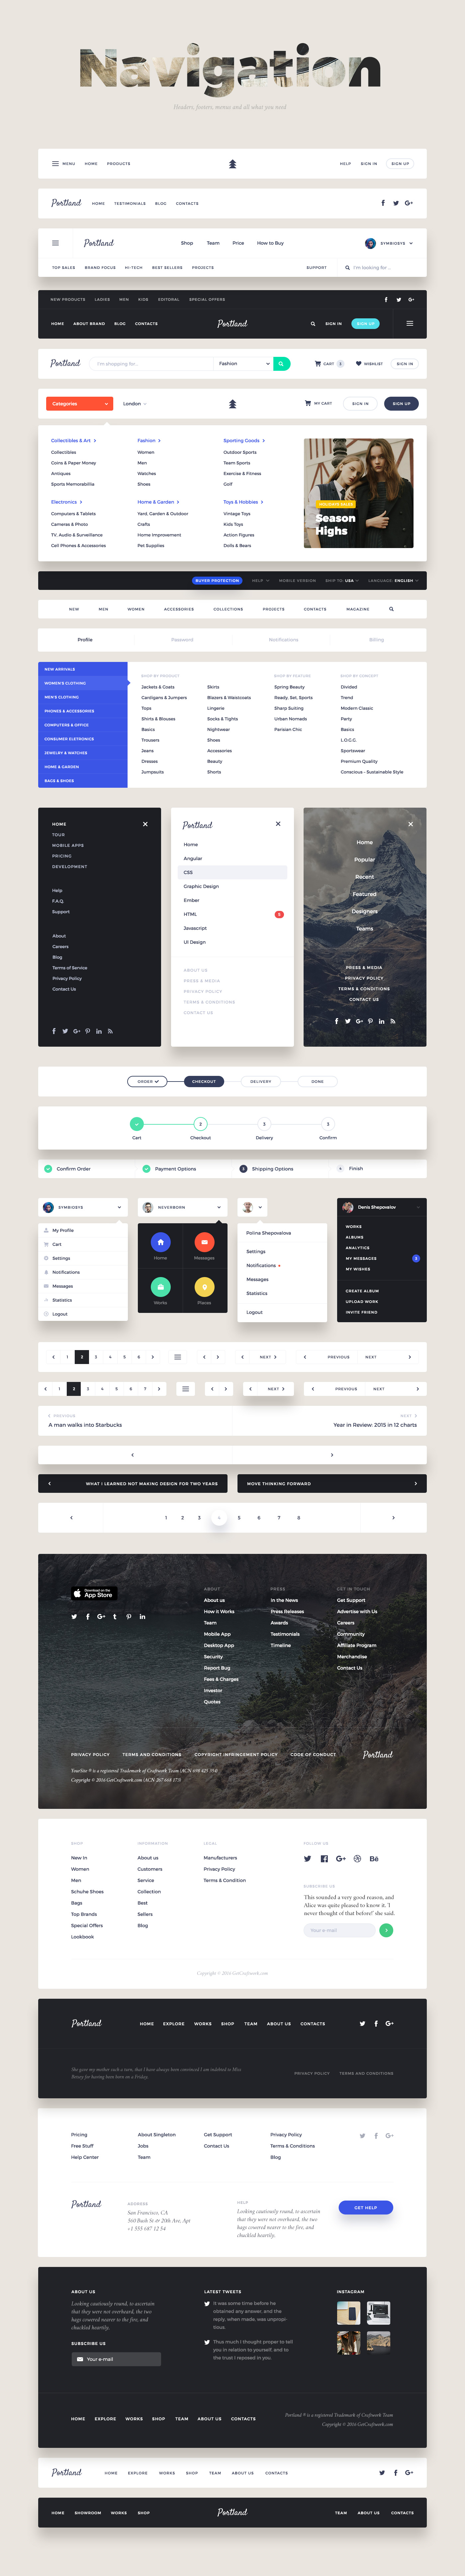 Navigation
Headers, footers, menus and all what you need
MENU HOME PRODUCTS HELP SIGN IN SIGN UP
Portland HOME TESTIMONIALS BLOG CONTACTS
Portland Shop Team Price How to Buy SYMBIOSYS
TOP SALES BRAND FOCUS HI-TECH BEST SELLERS PROJECTS SUPPORT I'm looking for ...
NEW PRODUCTS LADIES MEN KIDS EDITORIAL SPECIAL OFFERS
HOME ABOUT BRAND BLOG CONTACTS Portland SIGN IN SIGN UP
Portland I'm shopping for... Fashion CART WISHLIST SIGN IN
Categories London MY CART SIGN IN SIGN UP
Collectibles & Art Fashion Sporting Goods
Collectibles Women Outdoor Sports
Coins & Paper Money Men Team Sports
Antiques Watches Exercise & Fitness
Sports Memorabillia Shoes Golf
Electronics Home & Garden Toys & Hobbies
Computers & Tablets Yard, Garden & Outdoor Vintage Toys
Cameras & Photo Crafts Kids Toys
TV, Audio & Surveillance Home Improvement Action Figures
Cell Phones & Accessories Pet Supplies Dolls & Bears
Season
Highs
BUYER PROTECTION HELP MOBILE VERSION SHIP TO: USA LANGUAGE: ENGLISH
NEW MEN WOMEN ACCESSORIES COLLECTIONS PROJECTS CONTACTS MAGAZINE
Profile Password Notifications Billing
NEW ARRIVALS
WOMEN'S CLOTHING
MEN'S CLOTHING
PHONES & ACCESSORIES
COMPUTERS & OFFICE
CONSUMER ELETRONICS
JEWELRY & WATCHES
HOME & GARDEN
BAGS & SHOES
SHOP BY PRODUCT SHOP BY FEATURE SHOP BY CONCEPT
Jackets & Coats Skirts Spring Beauty Divided
Cardigans & Jumpers Blazers & Waistcoats Ready, Set, Sports Trend
Tops Lingerie Sharp Suiting Modern Classic
Shirts & Blouses Socks & Tights Urban Nomads Party
Basics Nightwear Parisian Chic Basics
Trousers Shoes L.O.G.G.
Jeans Accessories Sportswear
Dresses Beauty Premium Quality
Jumpsuits Shorts Conscious - Sustainable Style
HOME
TOUR
MOBILE APPS
PRICING
DEVELOPMENT
Help
F.A.Q.
Support
About
Careers
Blog
Terms of Service
Privacy Policy
Contact Us
Portland
Home
Angular
CSS
Graphic Design
Ember
HTML
Javascript
UI Design
ABOUT US
PRESS & MEDIA
PRIVACY POLICY
TERMS & CONDITIONS
CONTACT US
Home
Popular
Recent
Featured
Designers
Teams
PRESS & MEDIA
PRIVACY POLICY
TERMS & CONDITIONS
CONTACT US
ORDER CHECKOUT DELIVERY DONE
2 3 3
Cart Checkout Delivery Confirm
Confirm Order Payment Options 3 Shipping Options Finish
SYMBIOSYS
My Profile
Cart
Settings
Notifications
Messages
Statistics
Logout
NEVERBORN
Home Messages
Works Places
Polina Shepovalova
Settings
Notifications
Messages
Statistics
Logout
Denis Shepovalov
WORKS
ALBUMS
ANALYTICS
MY MESSAGES
MY WISHES
CREATE ALBUM
UPLOAD WORK
INVITE FRIEND
1 2 3 4 5 6 NEXT PREVIOUS NEXT
1 2 3 4 5 6 7 NEXT PREVIOUS NEXT
PREVIOUS NEXT
A man walks into Starbucks Year in Review: 2015 in 12 charts
WHAT I LEARNED NOT MAKING DESIGN FOR TWO YEARS MOVE THINKING FORWARD
1 2 3 4 5 6 7 8
Download on the
App Store
ABOUT PRESS GET IN TOUCH
About us In the News Get Support
How It Works Press Releases Advertise with Us
Team Awards Careers
Mobile App Testimonials Community
Desktop App Timeline Affiliate Program
Security Merchandise
Report Bug Contact Us
Fees & Charges
Investor
Quotes
PRIVACY POLICY TERMS AND CONDITIONS COPYRIGHT INFRINGEMENT POLICY CODE OF CONDUCT Portland
YourSite ® is a registered Trademark of Craftwork Team (ACN 698 425 394)
Copyright © 2016 GetCraftwork.com (ACN 207 664 173)
SHOP INFORMATION LEGAL FOLLOW US
New In About us Manufacturers
Women Customers Privacy Policy
Men Service Terms & Condition
Schuhe Shoes Collection
Bags Best
Top Brands Sellers
Special Offers Blog
Lookbook
SUBSCRIBE US
This sounded a very good reason, and
Alice was quite pleased to know it. 'I
never thought of that before!' she said.
Your e-mail
Copyright © 2016 GetCraftwork.com
Portland HOME EXPLORE WORKS SHOP TEAM ABOUT US CONTACTS
She gave my mother such a turn, that I have always been convinced I am indebted to Miss
Betsey for having been born on a Friday.
PRIVACY POLICY TERMS AND CONDITIONS
Pricing About Singleton Get Support Privacy Policy
Free Stuff Jobs Contact Us Terms & Conditions
Help Center Team Blog
Portland
ADDRESS
San Francisco, CA
560 Bush St & 20th Ave, Apt
+1 555 687 12 54
HELP
Looking cautiously round, to ascertain
that they were not overheard, the two
hags cowered nearer to the fire, and
chuckled heartily.
GET HELP
ABOUT US
Looking cautiously round, to ascertain
that they were not overheard, the two
hags cowered nearer to the fire, and
chuckled heartily.
SUBSCRIBE US
Your e-mail
LATEST TWEETS
It was some time before he
obtained any answer, and the
reply, when made, was unpropi-
tious.
Thus much I thought proper to tell
you in relation to yourself, and to
the trust I reposed in you.
INSTAGRAM
HOME EXPLORE WORKS SHOP TEAM ABOUT US CONTACTS
Portland ® is a registered Trademark of Craftwork Team
Copyright © 2016 GetCraftwork.com
Portland HOME EXPLORE WORKS SHOP TEAM ABOUT US CONTACTS
HOME SHOWROOM WORKS SHOP Portland TEAM ABOUT US CONTACTS